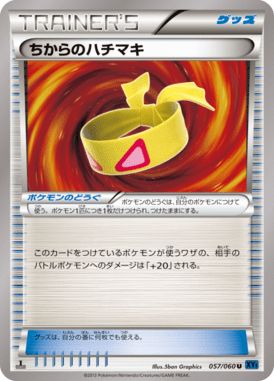 TRAINER'S
グッズ
ちからのハチマキ
ポケモンのどうぐ
ポケモンのどうぐは、自分のポケモンにつけて
使う。ポケモン1匹につき1枚だけつけられ、つけたままにする。
このカードをつけているポケモンが使うワザの、相手の
バトルポケモンへのダメージは「+20」される。
グッズは、自分の番に何枚でも使える。
Illus. 5ban Graphics
057/060 U
XY
©2013 Pokémon/Nintendo/Creatures/GAME FREAK.